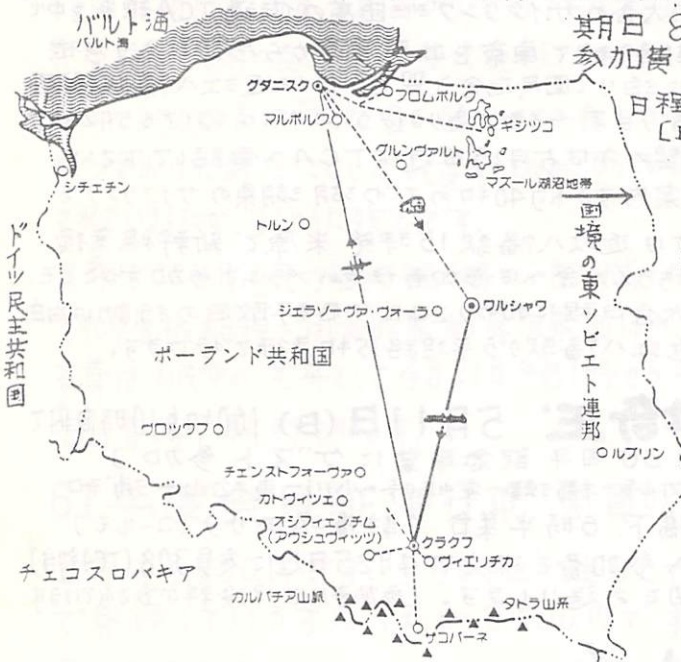 バルト海
バルト海
期日 8
参加費
日程
グダニスク
フロムボルク
マルボルク
ギジツコ
グルンヴァルト
マズール湖沼地帯
シチェチン
トルン
国境の東ソビエト連邦
ドイツ民主共和国
ジェラゾーヴァ・ヴォーラ
ワルシャワ
ポーランド共和国
ヴロツワフ
ルブリン
チェンストフォーヴァ
カトヴィツェ
オシフィエンチム
(アウシュヴィッツ)
クラクフ
ヴィエリチカ
チェコスロバキア
カルパチア山脈
タトラ山系
ザコパーネ